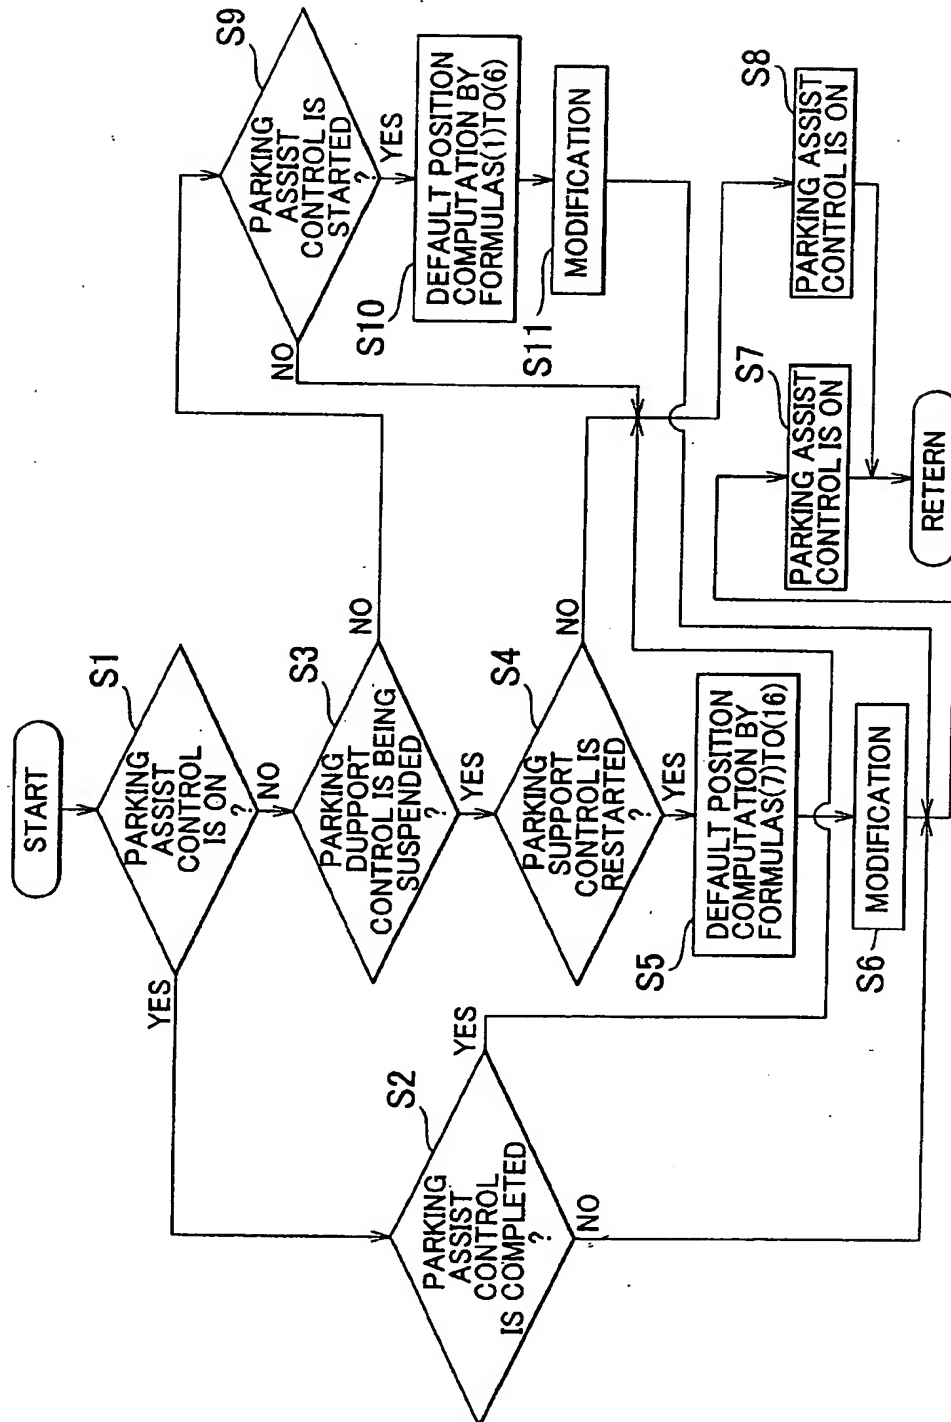 START
S1
PARKING
ASSIST
CONTROL
IS ON
?
YES
NO
S2
PARKING
ASSIST
CONTROL
IS COMPLETED
?
YES
NO
S3
PARKING
DUPPORT
CONTROL IS BEING
SUSPENDED
?
NO
YES
S4
PARKING
SUPPORT
CONTROL IS
RESTARTED
?
NO
YES
S5
DEFAULT POSITION
COMPUTATION BY
FORMULAS(7)TO(16)
S6
MODIFICATION
S9
PARKING
ASSIST
CONTROL IS
STARTED
?
NO
YES
S10
DEFAULT POSITION
COMPUTATION BY
FORMULAS(1)TO(6)
S11
MODIFICATION
S7
PARKING ASSIST
CONTROL IS ON
S8
PARKING ASSIST
CONTROL IS ON
RETERN